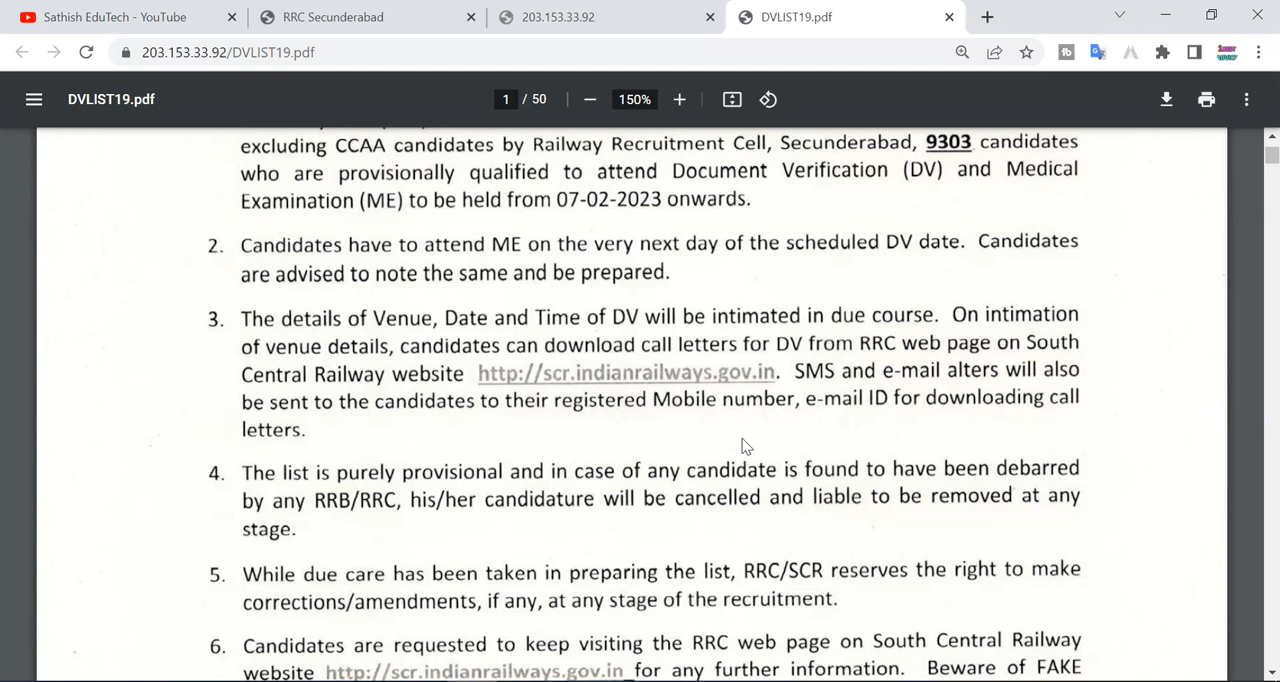 Sathish EduTech - YouTube
RRC Secunderabad
203.153.33.92
DVLIST19.pdf
203.153.33.92/DVLIST19.pdf
DVLIST19.pdf
1 / 50
150%
excluding CCAA candidates by Railway Recruitment Cell, Secunderabad, 9303 candidates
who are provisionally qualified to attend Document Verification (DV) and Medical
Examination (ME) to be held from 07-02-2023 onwards.
2. Candidates have to attend ME on the very next day of the scheduled DV date. Candidates
are advised to note the same and be prepared.
3. The details of Venue, Date and Time of DV will be intimated in due course. On intimation
of venue details, candidates can download call letters for DV from RRC web page on South
Central Railway website http://scr.indianrailways.gov.in. SMS and e-mail alters will also
be sent to the candidates to their registered Mobile number, e-mail ID for downloading call
letters.
4. The list is purely provisional and in case of any candidate is found to have been debarred
by any RRB/RRC, his/her candidature will be cancelled and liable to be removed at any
stage.
5. While due care has been taken in preparing the list, RRC/SCR reserves the right to make
corrections/amendments, if any, at any stage of the recruitment.
6. Candidates are requested to keep visiting the RRC web page on South Central Railway
website http://scr.indianrailways.gov.in for any further information. Beware of FAKE